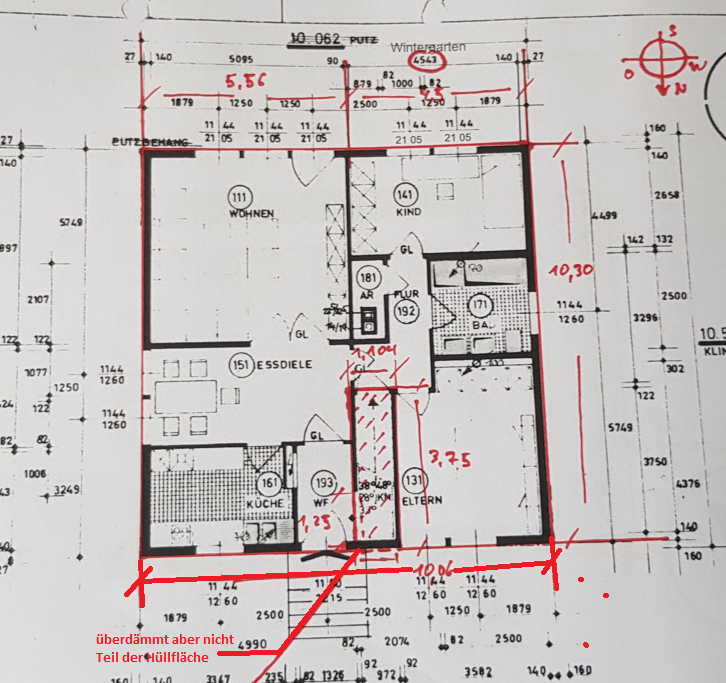 10.062 PUTZ
Wintergarten
27 140 5095 90 4543 140 27
5,56
879 82 1000 82
1879 1250 1250 2500 1250 1879
11 44 11 44 11 44 11 44 11 44
21 05 21 05 21 05 21 05 21 05
PUTZBEHANG
S
O
W
N
27
140
160
140
111
WOHNEN
141
KIND
2658
5749
4499
142 132
897
GL
181
AR
FLUR
192
171
BAD
10,30
2107
1144
1260
2500
3296
10.5
KLIN
122 122
GL
1,104
151 ESSDIELE
GL
302
1077
1144
1260
1250
122
122
1144
1260
82 82
GL
5749
1006
161
KÜCHE
193
WF
131
ELTERN
3,75
3750
4376
3249
1,25
140
160
1006
11 44
12 60
11 44
12 60
11 44
12 60
1879 2500 2500 1250 1879
überdämmt aber nicht
Teil der Hüllfläche
4990
82 2074 82 2500
92 92
160 140 3347 235 82 1326 972 3582 140 160